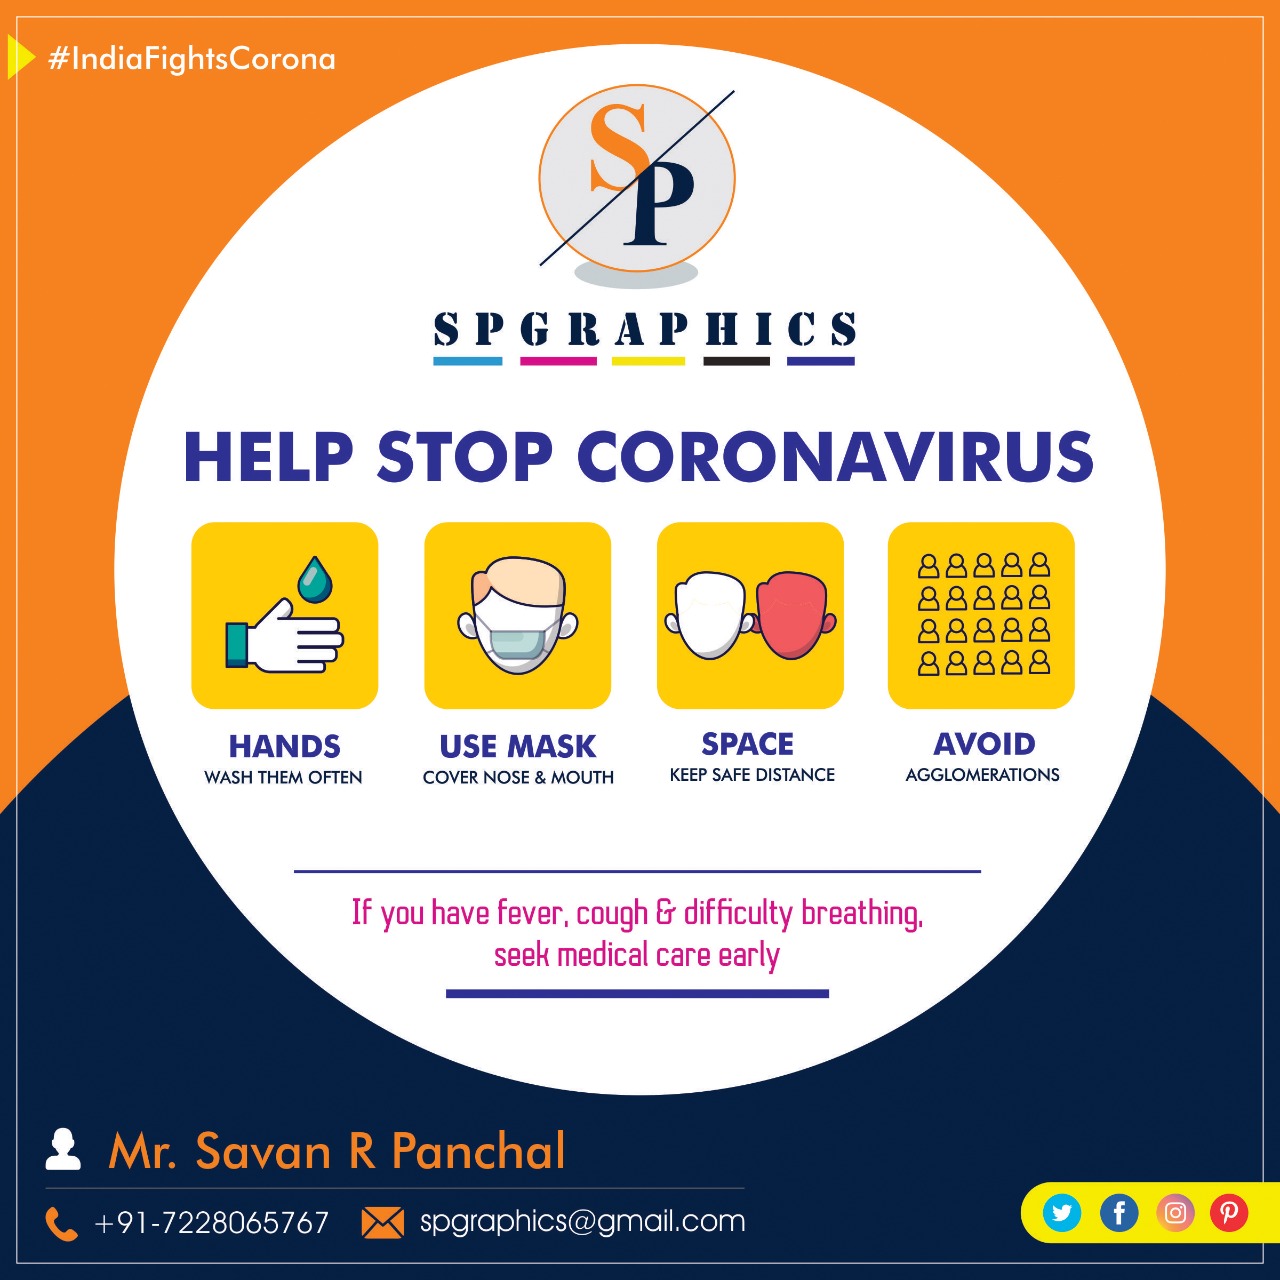 #IndiaFightsCorona
SP
SPGRAPHICS
HELP STOP CORONAVIRUS
HANDS
WASH THEM OFTEN
USE MASK
COVER NOSE & MOUTH
SPACE
KEEP SAFE DISTANCE
AVOID
AGGLOMERATIONS
If you have fever, cough & difficulty breathing,
seek medical care early
Mr. Savan R Panchal
+91-7228065767
spgraphics@gmail.com